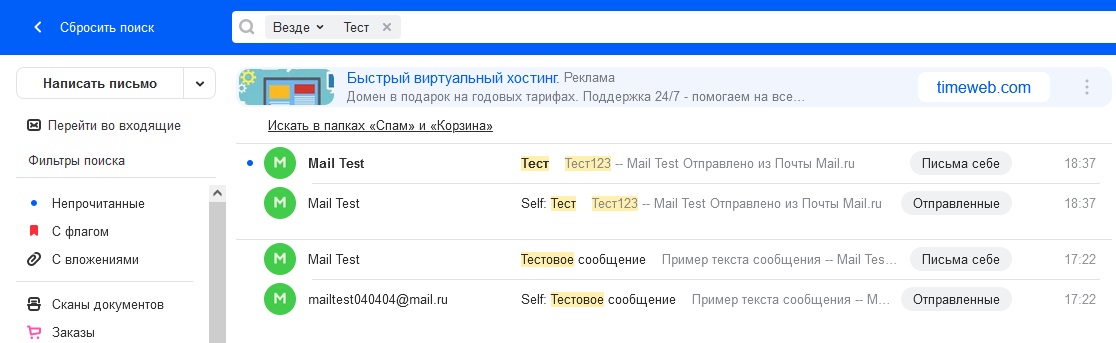 Сбросить поиск
Везде Тест
Написать письмо
Перейти во входящие
Фильтры поиска
Непрочитанные
С флагом
С вложениями
Сканы документов
Заказы
Быстрый виртуальный хостинг. Реклама
Домен в подарок на годовых тарифах. Поддержка 24/7 - помогаем на все...
timeweb.com
Искать в папках «Спам» и «Корзина»
M Mail Test Тест Тест123 -- Mail Test Отправлено из Почты Mail.ru Письма себе 18:37
M Mail Test Self: Тест Тест123 -- Mail Test Отправлено из Почты Mail.ru Отправленные 18:37
M Mail Test Тестовое сообщение Пример текста сообщения -- Mail Tes... Письма себе 17:22
M mailtest040404@mail.ru Self: Тестовое сообщение Пример текста сообщения -- M... Отправленные 17:22